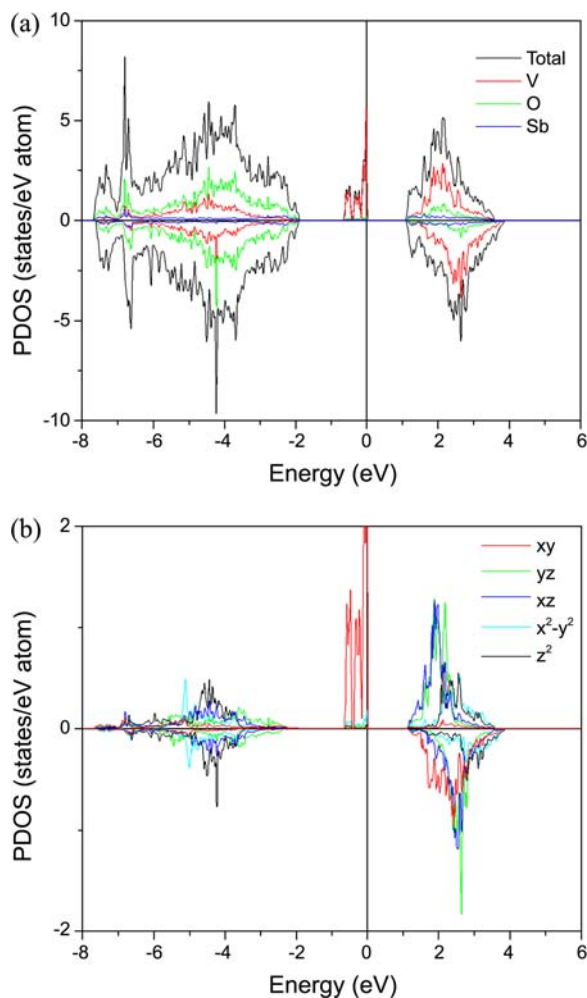 (a)
10
5
0
-5
-10
PDOS (states/eV atom)
Total
V
O
Sb
-8 -6 -4 -2 0 2 4 6
Energy (eV)
(b)
2
0
-2
PDOS (states/eV atom)
xy
yz
xz
x²-y²
z²
-8 -6 -4 -2 0 2 4 6
Energy (eV)